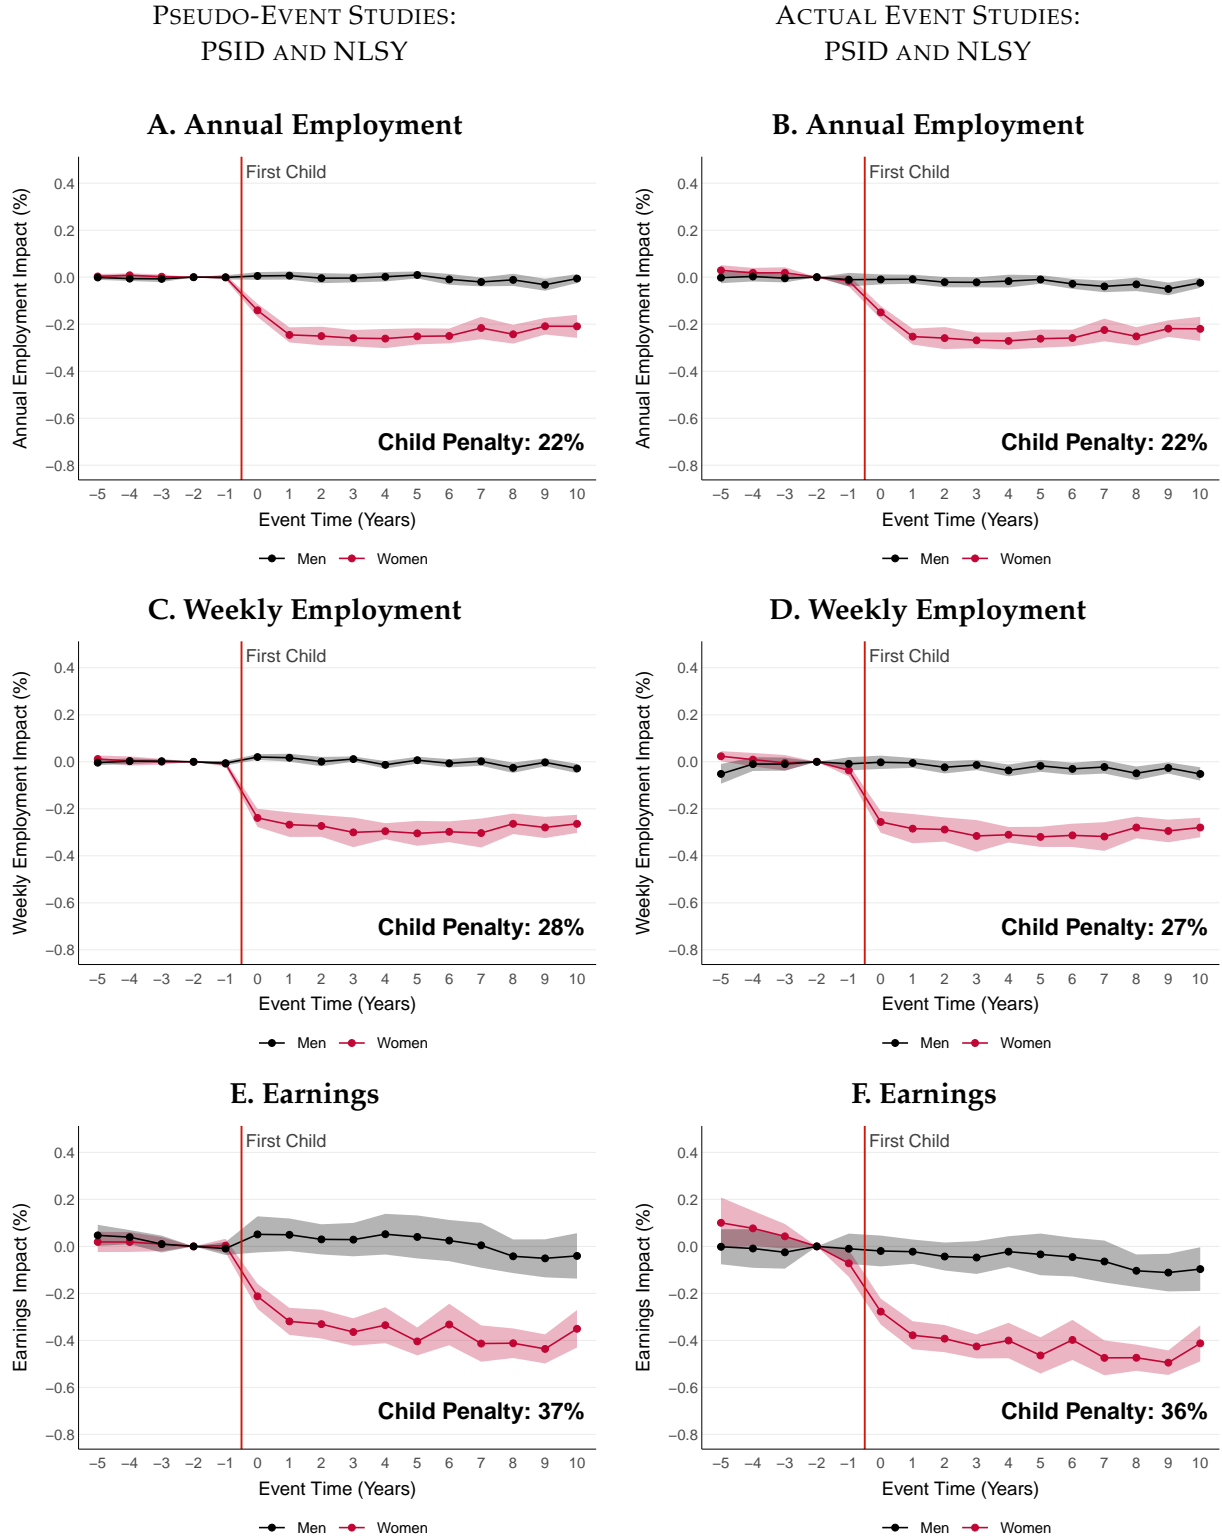 PSEUDO-EVENT STUDIES:
PSID AND NLSY
ACTUAL EVENT STUDIES:
PSID AND NLSY
A. Annual Employment
First Child
Annual Employment Impact (%)
0.4
0.2
0.0
−0.2
−0.4
−0.6
−0.8
Child Penalty: 22%
−5 −4 −3 −2 −1 0 1 2 3 4 5 6 7 8 9 10
Event Time (Years)
Men Women
B. Annual Employment
First Child
Annual Employment Impact (%)
0.4
0.2
0.0
−0.2
−0.4
−0.6
−0.8
Child Penalty: 22%
−5 −4 −3 −2 −1 0 1 2 3 4 5 6 7 8 9 10
Event Time (Years)
Men Women
C. Weekly Employment
First Child
Weekly Employment Impact (%)
0.4
0.2
0.0
−0.2
−0.4
−0.6
−0.8
Child Penalty: 28%
−5 −4 −3 −2 −1 0 1 2 3 4 5 6 7 8 9 10
Event Time (Years)
Men Women
D. Weekly Employment
First Child
Weekly Employment Impact (%)
0.4
0.2
0.0
−0.2
−0.4
−0.6
−0.8
Child Penalty: 27%
−5 −4 −3 −2 −1 0 1 2 3 4 5 6 7 8 9 10
Event Time (Years)
Men Women
E. Earnings
First Child
Earnings Impact (%)
0.4
0.2
0.0
−0.2
−0.4
−0.6
−0.8
Child Penalty: 37%
−5 −4 −3 −2 −1 0 1 2 3 4 5 6 7 8 9 10
Event Time (Years)
Men Women
F. Earnings
First Child
Earnings Impact (%)
0.4
0.2
0.0
−0.2
−0.4
−0.6
−0.8
Child Penalty: 36%
−5 −4 −3 −2 −1 0 1 2 3 4 5 6 7 8 9 10
Event Time (Years)
Men Women